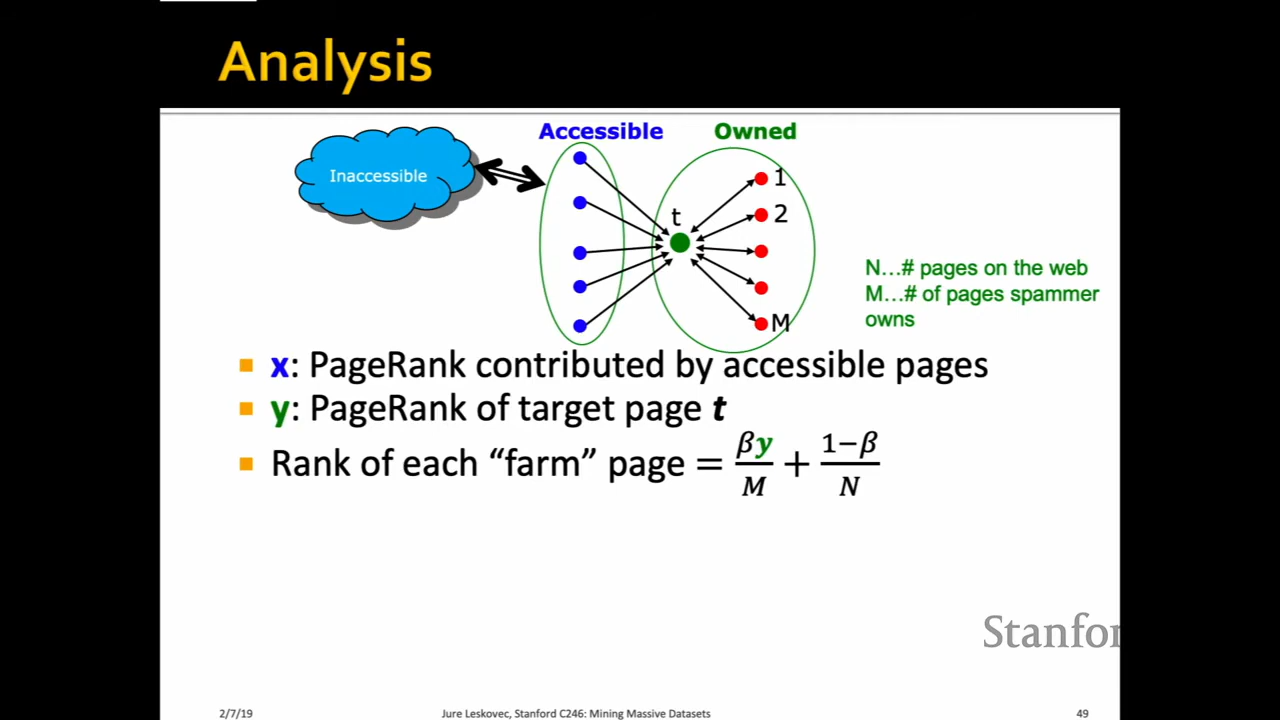 Analysis
Accessible
Owned
Inaccessible
t
1
2
M
N...# pages on the web
M...# of pages spammer
owns
x: PageRank contributed by accessible pages
y: PageRank of target page t
Rank of each “farm” page = βy/M + 1−β/N
Stanfor
2/7/19
Jure Leskovec, Stanford C246: Mining Massive Datasets
49